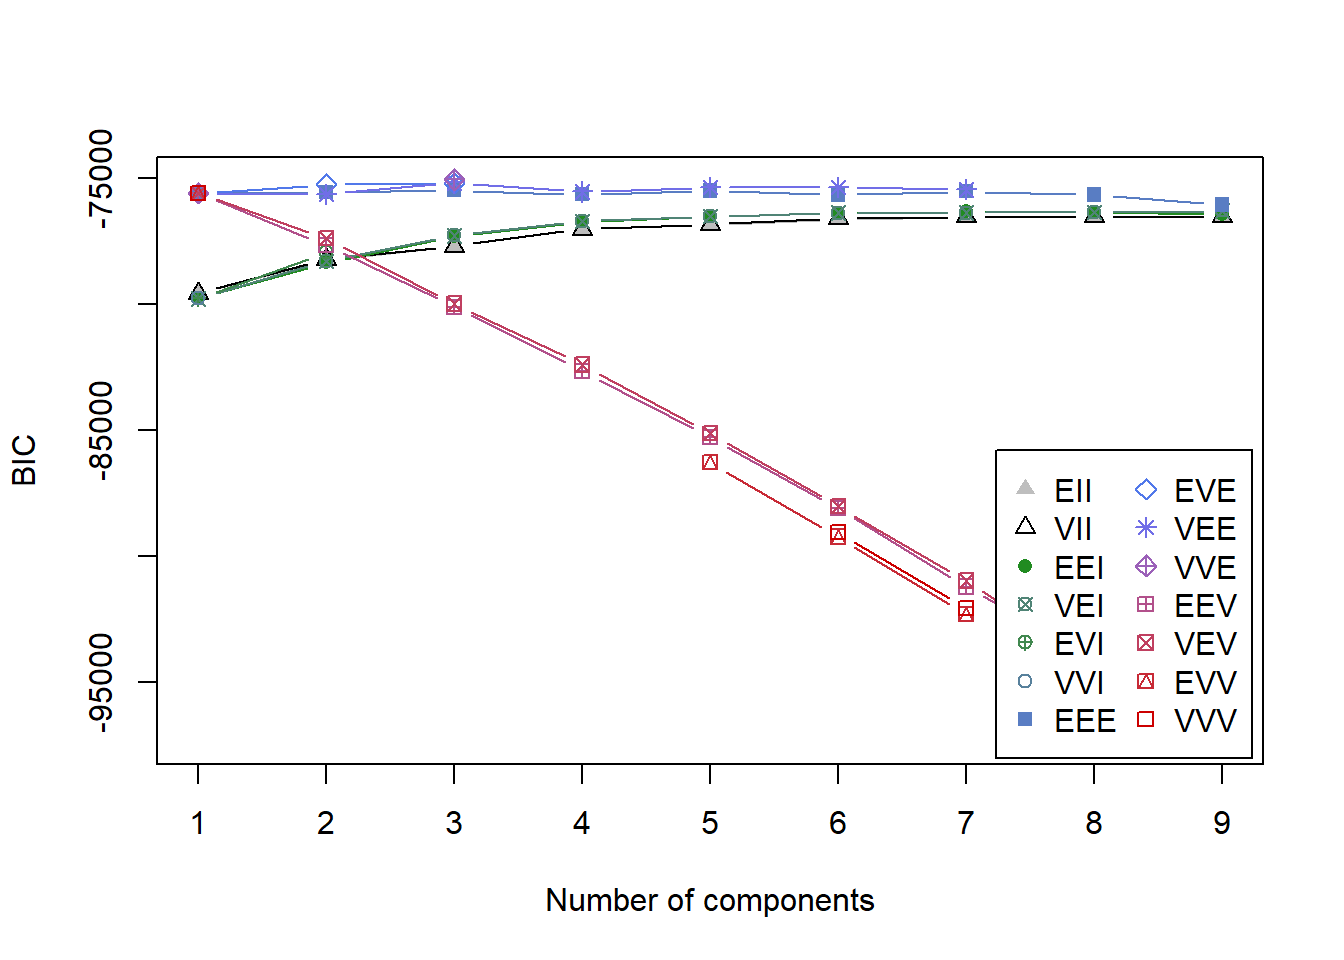 -75000
-85000
-95000
BIC
1 2 3 4 5 6 7 8 9
Number of components
EII EVE
VII VEE
EEI VVE
VEI EEV
EVI VEV
VVI EVV
EEE VVV